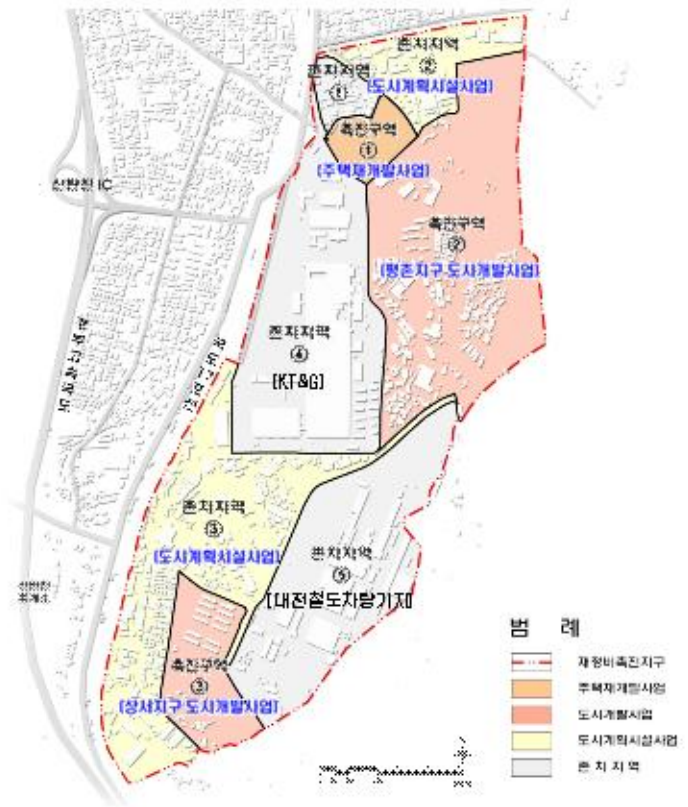 존치지역
②
(도시계획시설사업)
존치지역
①
촉진구역
①
(주택재개발사업)
신탄진 IC
촉진구역
②
(평촌지구 도시개발사업)
존치지역
④
[KT&G]
존치지역
③
(도시계획시설사업)
존치지역
⑤
[대전철도차량기지]
신탄진
휴게소
촉진구역
③
(상서지구 도시개발사업)
범 례
재정비촉진지구
주택재개발사업
도시개발사업
도시계획시설사업
존 치 지 역